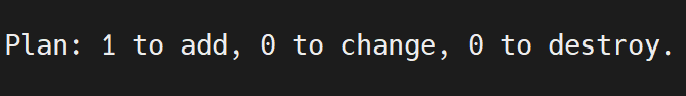 Plan: 1 to add, 0 to change, 0 to destroy.